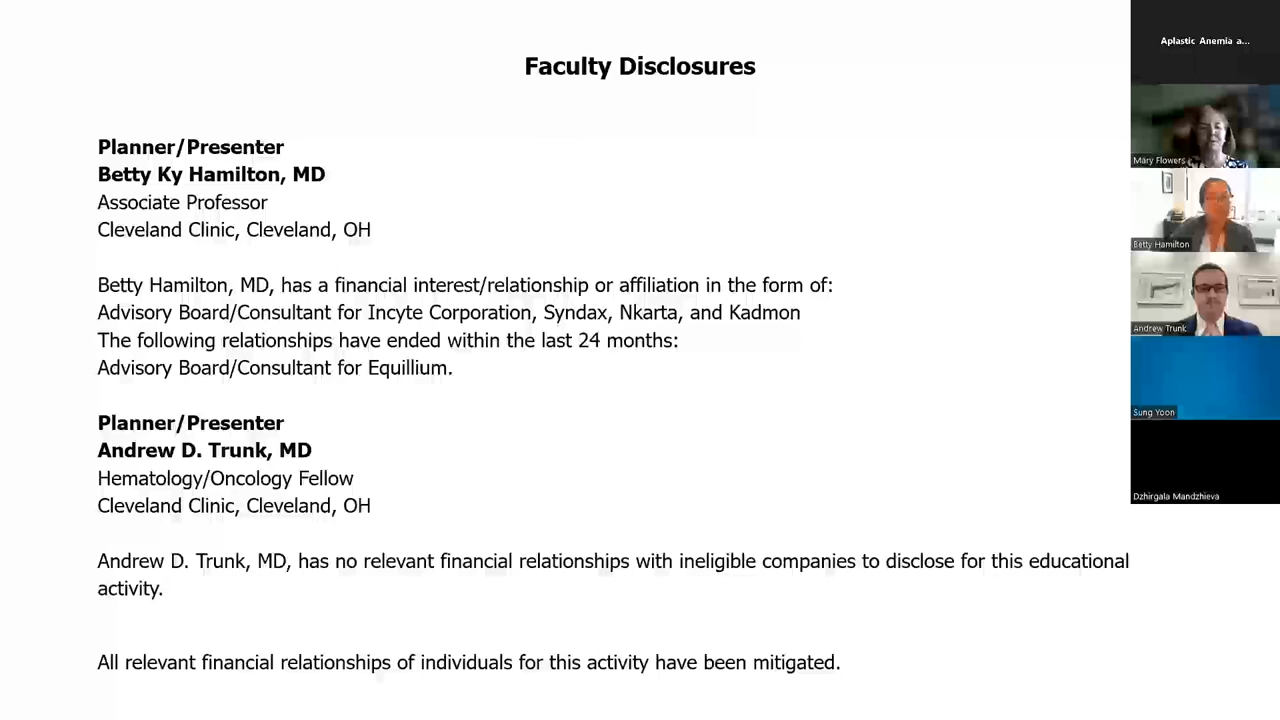 Faculty Disclosures
Planner/Presenter
Betty Ky Hamilton, MD
Associate Professor
Cleveland Clinic, Cleveland, OH
Betty Hamilton, MD, has a financial interest/relationship or affiliation in the form of:
Advisory Board/Consultant for Incyte Corporation, Syndax, Nkarta, and Kadmon
The following relationships have ended within the last 24 months:
Advisory Board/Consultant for Equillium.
Planner/Presenter
Andrew D. Trunk, MD
Hematology/Oncology Fellow
Cleveland Clinic, Cleveland, OH
Andrew D. Trunk, MD, has no relevant financial relationships with ineligible companies to disclose for this educational
activity.
All relevant financial relationships of individuals for this activity have been mitigated.
Aplastic Anemia a...
Mary Flowers
Betty Hamilton
Andrew Trunk
Sung Yoon
Dzhirgala Mandzhieva